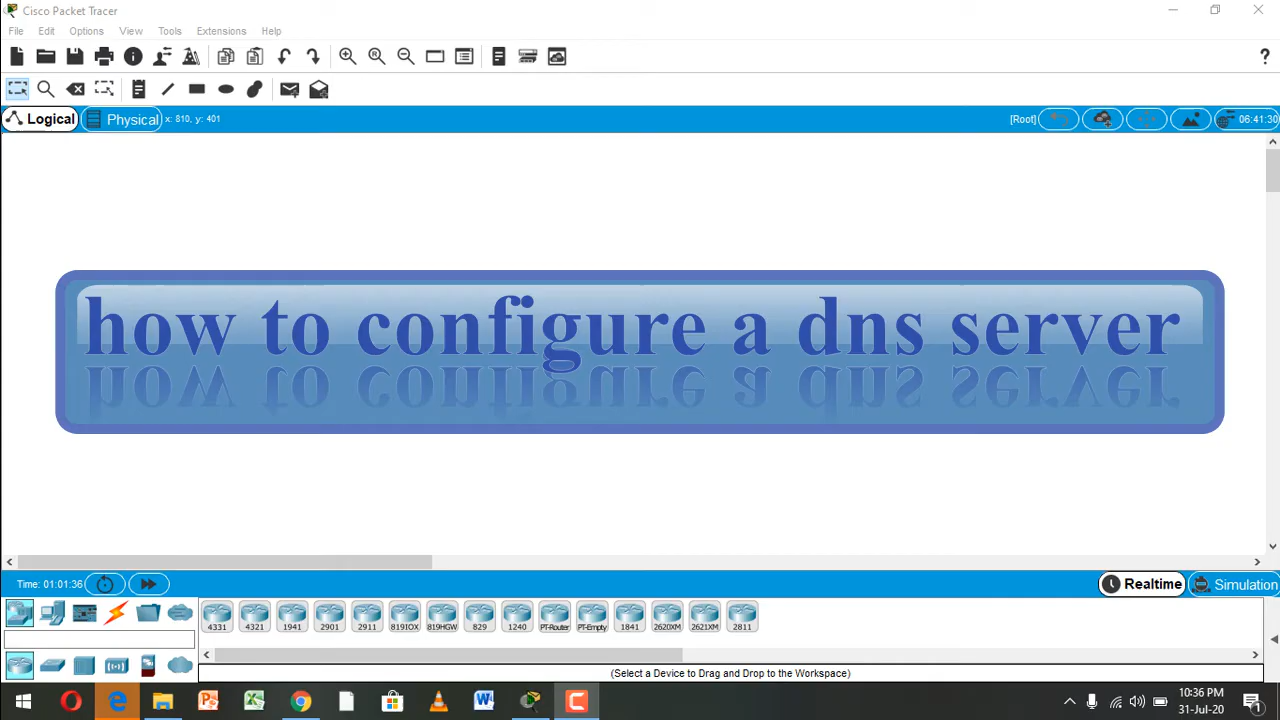 Cisco Packet Tracer
File Edit Options View Tools Extensions Help
?
Logical Physical x: 810, y: 401 [Root] 06:41:30
how to configure a dns server
Time: 01:01:36 Realtime Simulation
4331 4321 1941 2901 2911 819IOX 819HGW 829 1240 PT-Router PT-Empty 1841 2620XM 2621XM 2811
(Select a Device to Drag and Drop to the Workspace)
10:36 PM
31-Jul-20
1